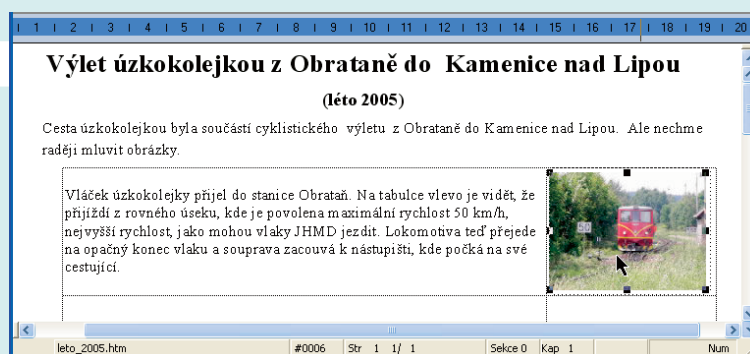 1 2 3 4 5 6 7 8 9 10 11 12 13 14 15 16 17 18 19 20
Výlet úzkokolejkou z Obrataně do Kamenice nad Lipou
(léto 2005)
Cesta úzkokolejkou byla součástí cyklistického výletu z Obrataně do Kamenice nad Lipou. Ale nechme
raději mluvit obrázky.
Vláček úzkokolejky přijel do stanice Obrataň. Na tabulce vlevo je vidět, že
přijíždí z rovného úseku, kde je povolena maximální rychlost 50 km/h,
nejvyšší rychlost, jako mohou vlaky JHMD jezdit. Lokomotiva teď přejede
na opačný konec vlaku a souprava zacouvá k nástupišti, kde počká na své
cestující.
50
leto_2005.htm #0006 Str 1 1/ 1 Sekce 0 Kap 1 Num